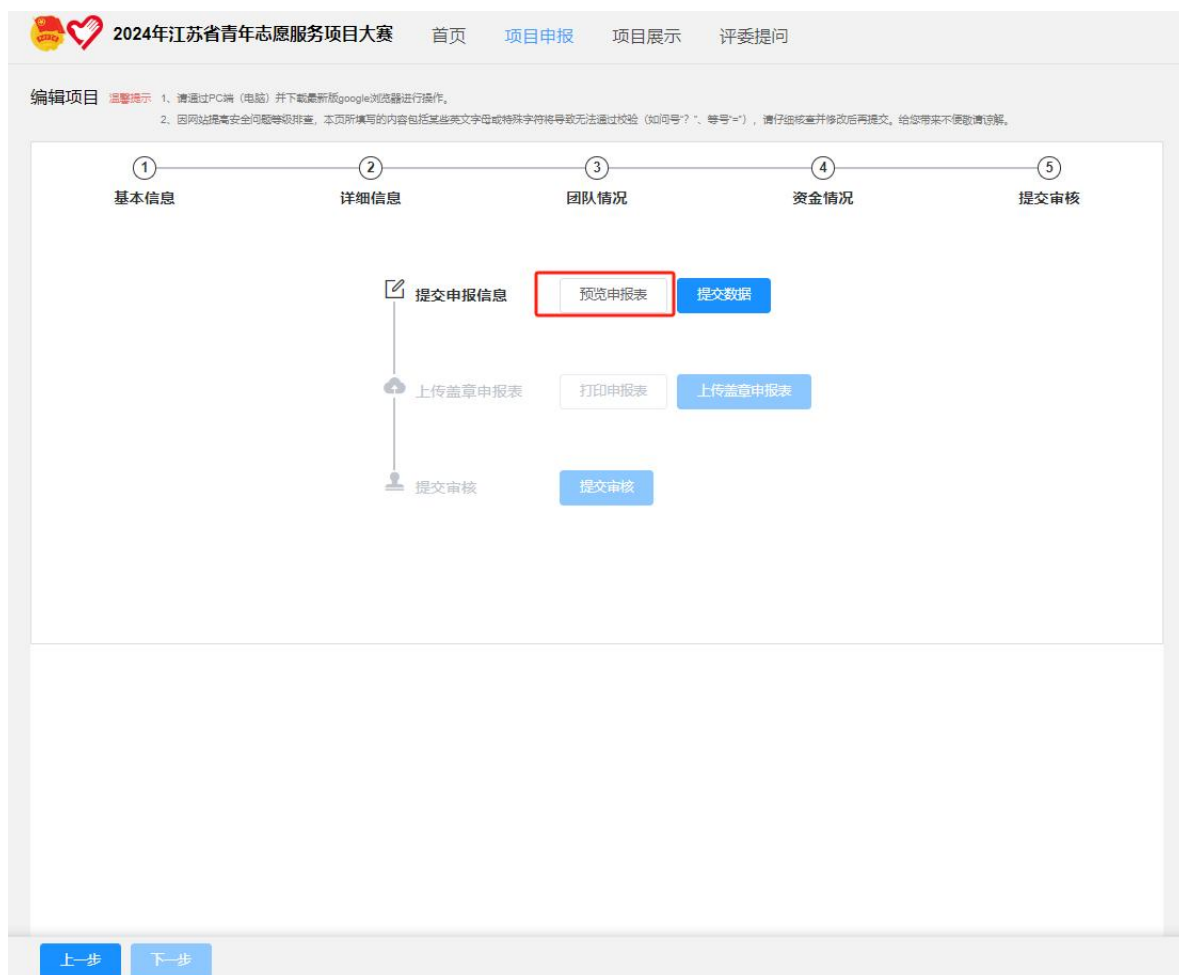 2024年江苏省青年志愿服务项目大赛 首页 项目申报 项目展示 评委提问
编辑项目 温馨提示 1、请通过PC端（电脑）并下载最新版google浏览器进行操作。
2、因网站提高安全问题等级排查，本页所填写的内容包括某些英文字母或特殊字符将导致无法通过校验（如问号"？"、等号"="），请仔细核查并修改后再提交。给您带来不便敬请谅解。
1 2 3 4 5
基本信息 详细信息 团队情况 资金情况 提交审核
提交申报信息 预览申报表 提交数据
上传盖章申报表 打印申报表 上传盖章申报表
提交审核 提交审核
上一步 下一步